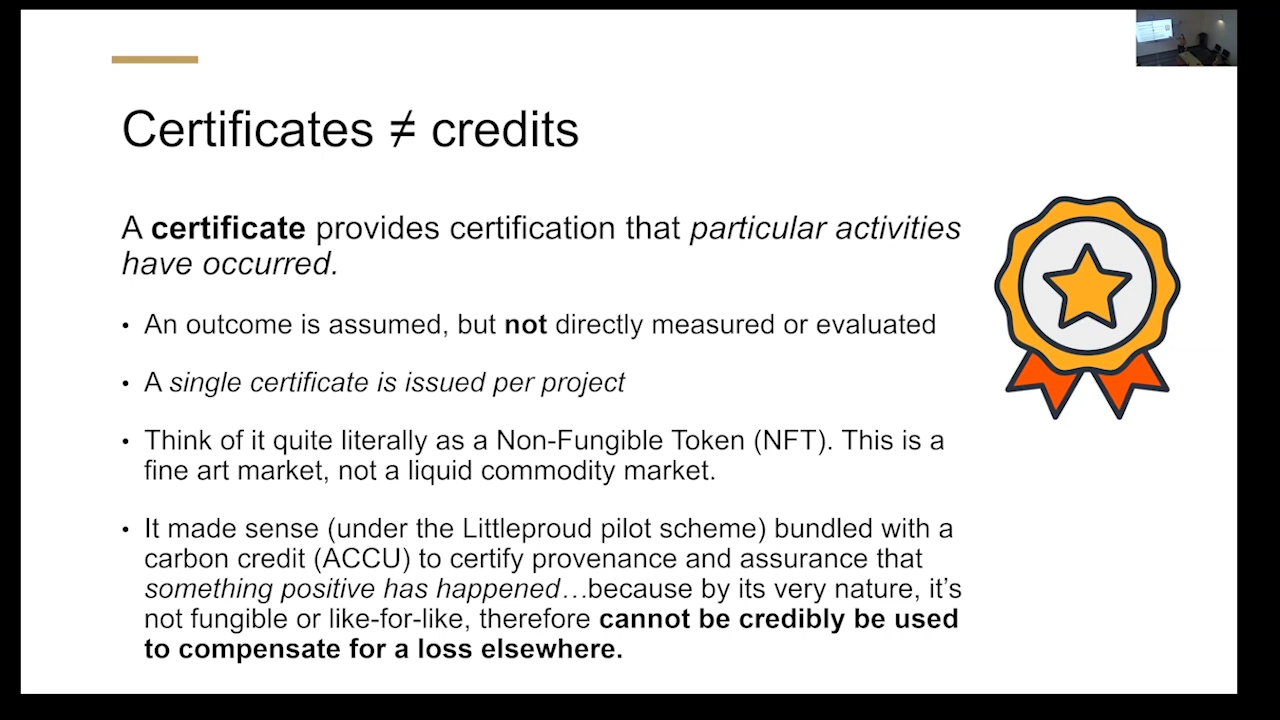 Certificates ≠ credits
A certificate provides certification that particular activities
have occurred.
• An outcome is assumed, but not directly measured or evaluated
• A single certificate is issued per project
• Think of it quite literally as a Non-Fungible Token (NFT). This is a
fine art market, not a liquid commodity market.
• It made sense (under the Littleproud pilot scheme) bundled with a
carbon credit (ACCU) to certify provenance and assurance that
something positive has happened…because by its very nature, it’s
not fungible or like-for-like, therefore cannot be credibly be used
to compensate for a loss elsewhere.